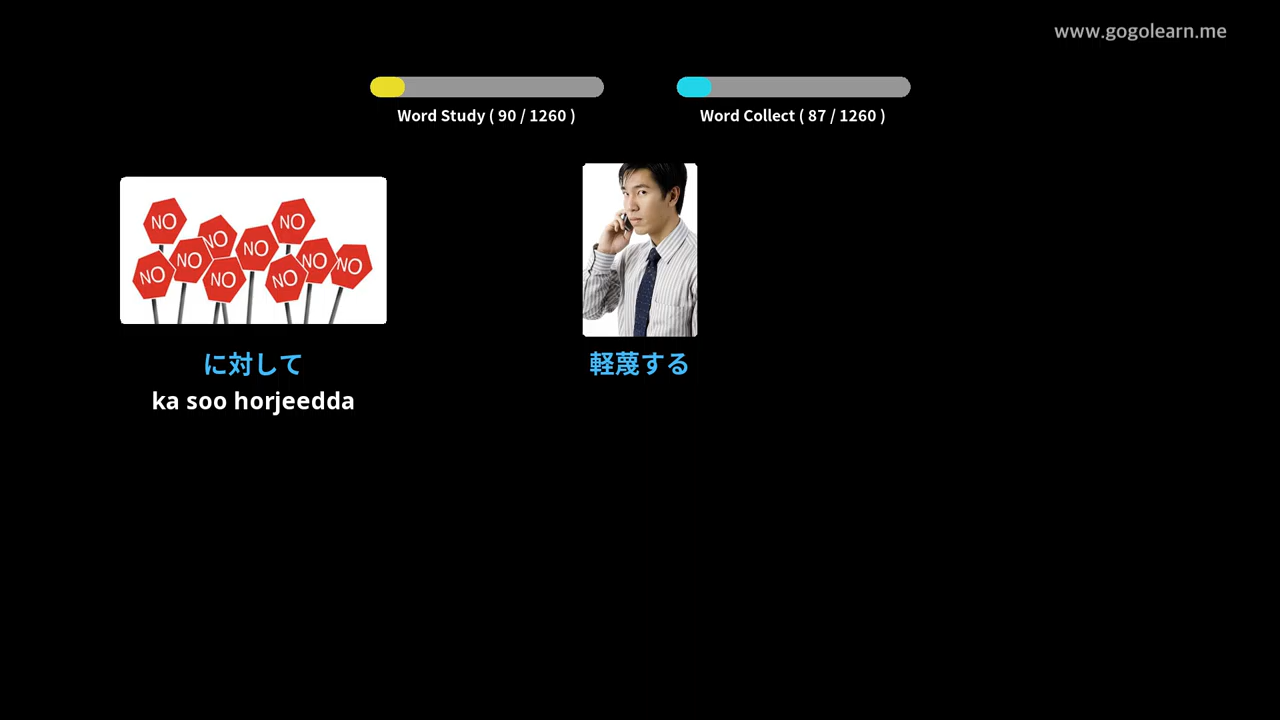 www.gogolearn.me
Word Study ( 90 / 1260 )
Word Collect ( 87 / 1260 )
NO
NO
NO
NO
NO
NO
NO
NO
NO
NO
に対して
ka soo horjeedda
軽蔑する